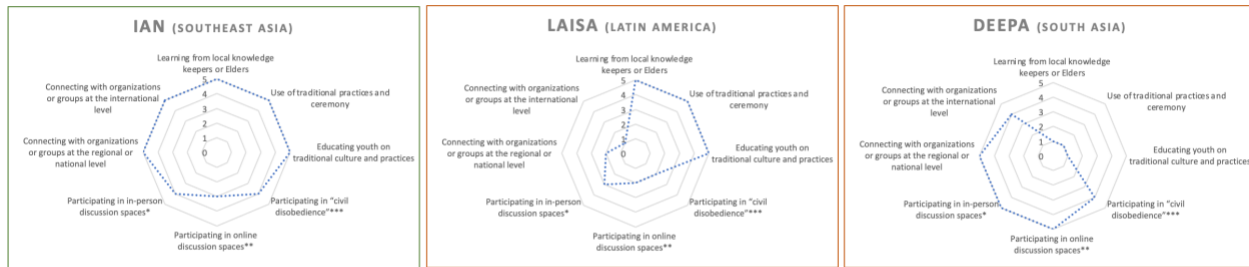 IAN (SOUTHEAST ASIA)
Learning from local knowledge
keepers or Elders
5
4
3
2
1
0
Use of traditional practices and
ceremony
Educating youth on
traditional culture and practices
Participating in "civil
disobedience"***
Participating in online
discussion spaces**
Participating in in-person
discussion spaces*
Connecting with organizations
or groups at the regional or
national level
Connecting with organizations
or groups at the international
level
LAISA (LATIN AMERICA)
Learning from local knowledge
keepers or Elders
5
4
3
2
1
0
Use of traditional practices and
ceremony
Educating youth on
traditional culture and practices
Participating in "civil
disobedience"***
Participating in online
discussion spaces**
Participating in in-person
discussion spaces*
Connecting with organizations
or groups at the regional or
national level
Connecting with organizations
or groups at the international
level
DEEPA (SOUTH ASIA)
Learning from local knowledge
keepers or Elders
5
4
3
2
1
0
Use of traditional practices and
ceremony
Educating youth on
traditional culture and practices
Participating in "civil
disobedience"***
Participating in online
discussion spaces**
Participating in in-person
discussion spaces*
Connecting with organizations
or groups at the regional or
national level
Connecting with organizations
or groups at the international
level